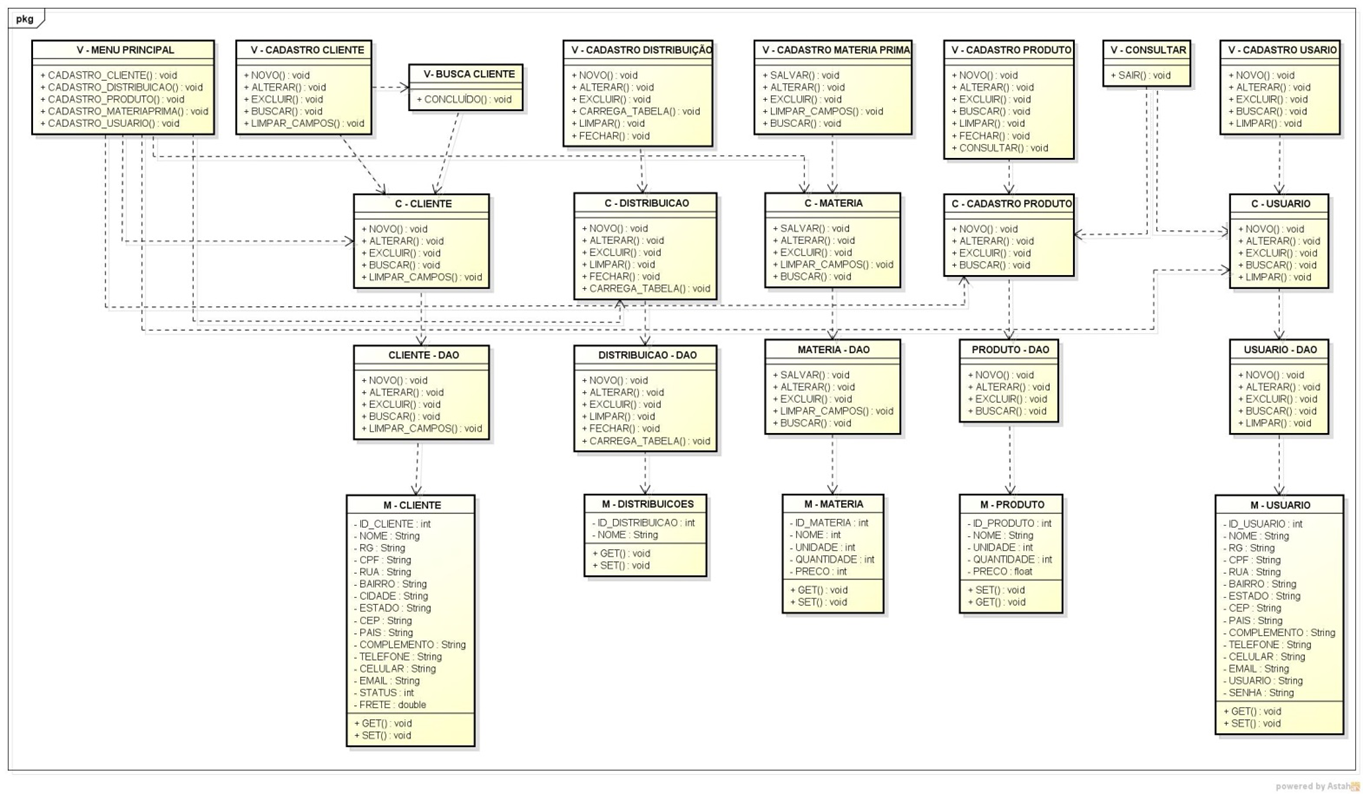 pkg
V - MENU PRINCIPAL
+ CADASTRO_CLIENTE() : void
+ CADASTRO_DISTRIBUICAO() : void
+ CADASTRO_PRODUTO() : void
+ CADASTRO_MATERIAPRIMA() : void
+ CADASTRO_USUARIO() : void
V - CADASTRO CLIENTE
+ NOVO() : void
+ ALTERAR() : void
+ EXCLUIR() : void
+ BUSCAR() : void
+ LIMPAR_CAMPOS() : void
V- BUSCA CLIENTE
+ CONCLUÍDO() : void
V - CADASTRO DISTRIBUIÇÃO
+ NOVO() : void
+ ALTERAR() : void
+ EXCLUIR() : void
+ CARREGA_TABELA() : void
+ LIMPAR() : void
+ FECHAR() : void
V - CADASTRO MATERIA PRIMA
+ SALVAR() : void
+ ALTERAR() : void
+ EXCLUIR() : void
+ LIMPAR_CAMPOS() : void
+ BUSCAR() : void
V - CADASTRO PRODUTO
+ NOVO() : void
+ ALTERAR() : void
+ EXCLUIR() : void
+ BUSCAR() : void
+ LIMPAR() : void
+ FECHAR() : void
+ CONSULTAR() : void
V - CONSULTAR
+ SAIR() : void
V - CADASTRO USARIO
+ NOVO() : void
+ ALTERAR() : void
+ EXCLUIR() : void
+ BUSCAR() : void
+ LIMPAR() : void
C - CLIENTE
+ NOVO() : void
+ ALTERAR() : void
+ EXCLUIR() : void
+ BUSCAR() : void
+ LIMPAR_CAMPOS() : void
C - DISTRIBUICAO
+ NOVO() : void
+ ALTERAR() : void
+ EXCLUIR() : void
+ LIMPAR() : void
+ FECHAR() : void
+ CARREGA_TABELA() : void
C - MATERIA
+ SALVAR() : void
+ ALTERAR() : void
+ EXCLUIR() : void
+ LIMPAR_CAMPOS() : void
+ BUSCAR() : void
C - CADASTRO PRODUTO
+ NOVO() : void
+ ALTERAR() : void
+ EXCLUIR() : void
+ BUSCAR() : void
C - USUARIO
+ NOVO() : void
+ ALTERAR() : void
+ EXCLUIR() : void
+ BUSCAR() : void
+ LIMPAR() : void
CLIENTE - DAO
+ NOVO() : void
+ ALTERAR() : void
+ EXCLUIR() : void
+ BUSCAR() : void
+ LIMPAR_CAMPOS() : void
DISTRIBUICAO - DAO
+ NOVO() : void
+ ALTERAR() : void
+ EXCLUIR() : void
+ LIMPAR() : void
+ FECHAR() : void
+ CARREGA_TABELA() : void
MATERIA - DAO
+ SALVAR() : void
+ ALTERAR() : void
+ EXCLUIR() : void
+ LIMPAR_CAMPOS() : void
+ BUSCAR() : void
PRODUTO - DAO
+ NOVO() : void
+ ALTERAR() : void
+ EXCLUIR() : void
+ BUSCAR() : void
USUARIO - DAO
+ NOVO() : void
+ ALTERAR() : void
+ EXCLUIR() : void
+ BUSCAR() : void
+ LIMPAR() : void
M - CLIENTE
- ID_CLIENTE : int
- NOME : String
- RG : String
- CPF : String
- RUA : String
- BAIRRO : String
- CIDADE : String
- ESTADO : String
- CEP : String
- PAIS : String
- COMPLEMENTO : String
- TELEFONE : String
- CELULAR : String
- EMAIL : String
- STATUS : int
- FRETE : double
+ GET() : void
+ SET() : void
M - DISTRIBUICOES
- ID_DISTRIBUICAO : int
- NOME : String
+ GET() : void
+ SET() : void
M - MATERIA
- ID_MATERIA : int
- NOME : int
- UNIDADE : int
- QUANTIDADE : int
- PRECO : int
+ GET() : void
+ SET() : void
M - PRODUTO
- ID_PRODUTO : int
- NOME : String
- UNIDADE : int
- QUANTIDADE : int
- PRECO : float
+ SET() : void
+ GET() : void
M - USUARIO
- ID_USUARIO : int
- NOME : String
- RG : String
- CPF : String
- RUA : String
- BAIRRO : String
- ESTADO : String
- CEP : String
- PAIS : String
- COMPLEMENTO : String
- TELEFONE : String
- CELULAR : String
- EMAIL : String
- USUARIO : String
- SENHA : String
+ GET() : void
+ SET() : void
powered by Astah